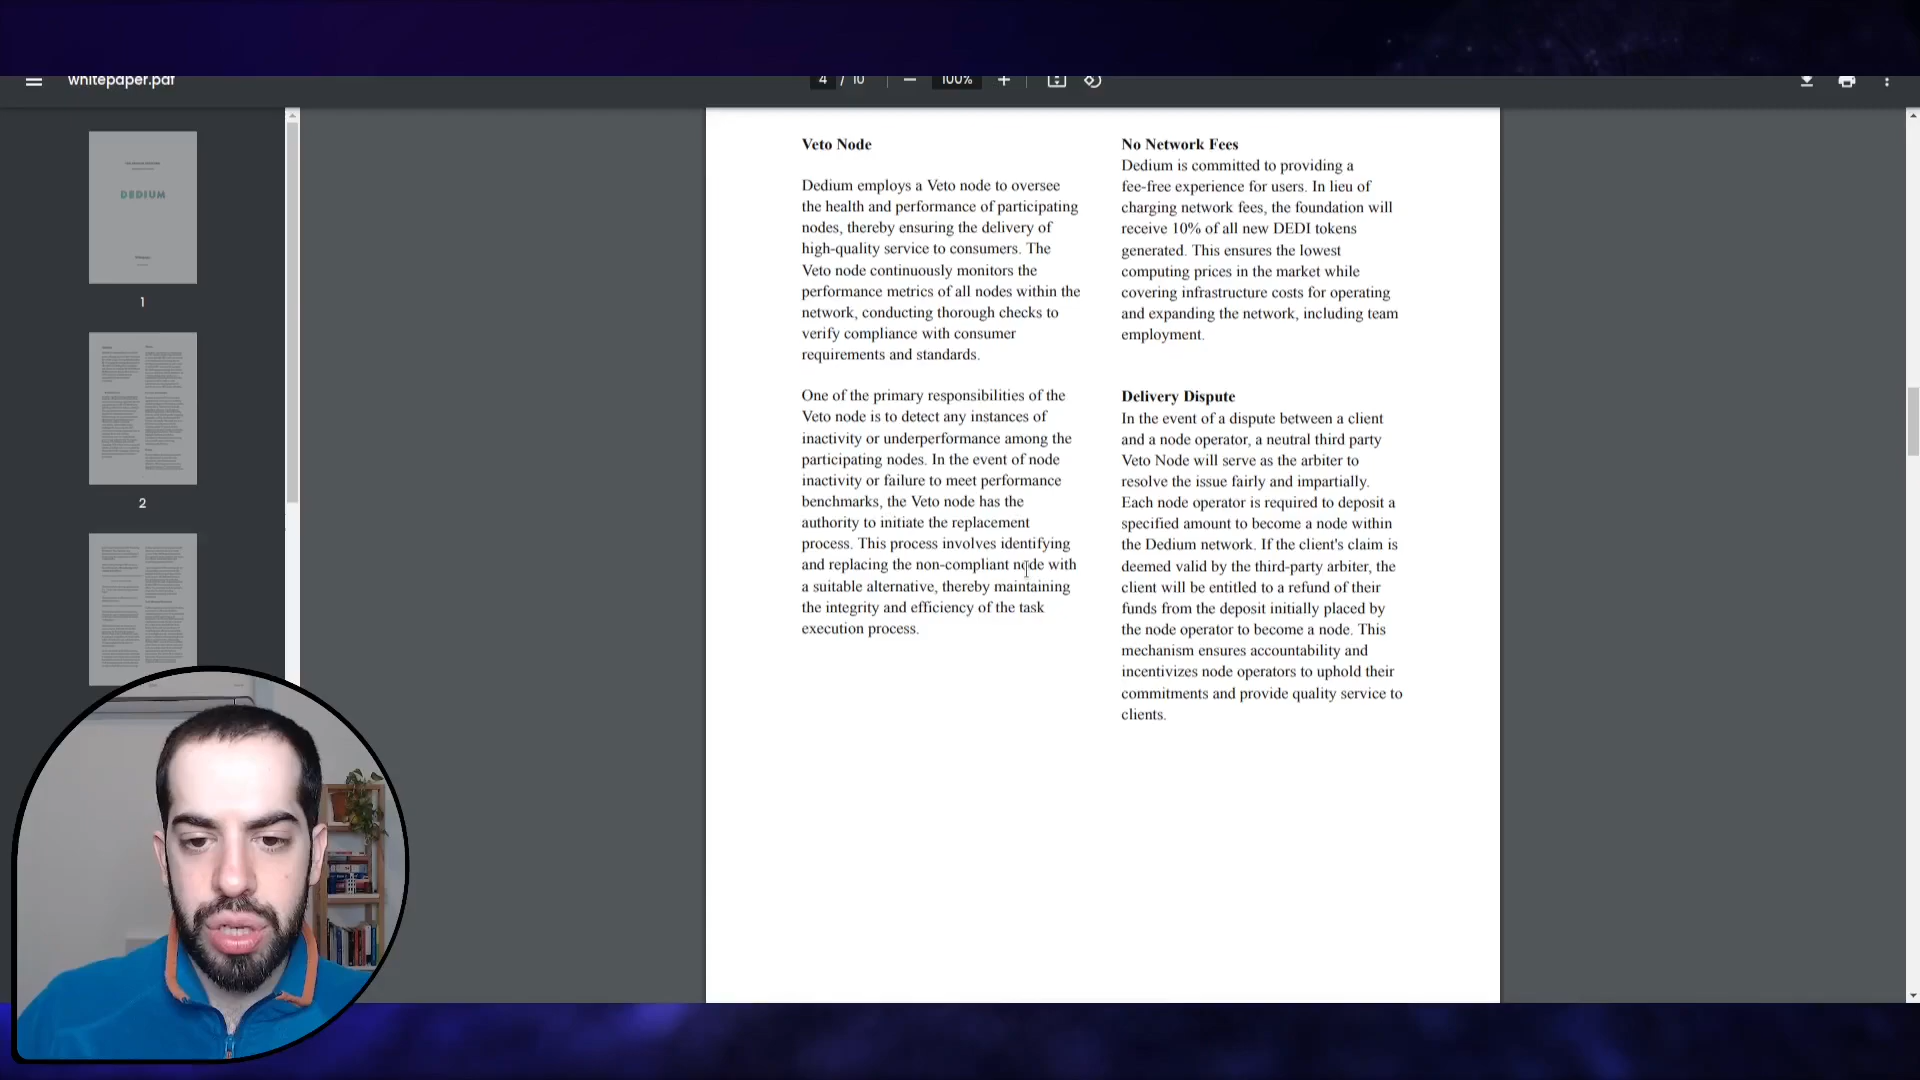 whitepaper.pdf
4 / 10
100%
DEDIUM
1
2
Veto Node
Dedium employs a Veto node to oversee
the health and performance of participating
nodes, thereby ensuring the delivery of
high-quality service to consumers. The
Veto node continuously monitors the
performance metrics of all nodes within the
network, conducting thorough checks to
verify compliance with consumer
requirements and standards.
One of the primary responsibilities of the
Veto node is to detect any instances of
inactivity or underperformance among the
participating nodes. In the event of node
inactivity or failure to meet performance
benchmarks, the Veto node has the
authority to initiate the replacement
process. This process involves identifying
and replacing the non-compliant node with
a suitable alternative, thereby maintaining
the integrity and efficiency of the task
execution process.
No Network Fees
Dedium is committed to providing a
fee-free experience for users. In lieu of
charging network fees, the foundation will
receive 10% of all new DEDI tokens
generated. This ensures the lowest
computing prices in the market while
covering infrastructure costs for operating
and expanding the network, including team
employment.
Delivery Dispute
In the event of a dispute between a client
and a node operator, a neutral third party
Veto Node will serve as the arbiter to
resolve the issue fairly and impartially.
Each node operator is required to deposit a
specified amount to become a node within
the Dedium network. If the client's claim is
deemed valid by the third-party arbiter, the
client will be entitled to a refund of their
funds from the deposit initially placed by
the node operator to become a node. This
mechanism ensures accountability and
incentivizes node operators to uphold their
commitments and provide quality service to
clients.